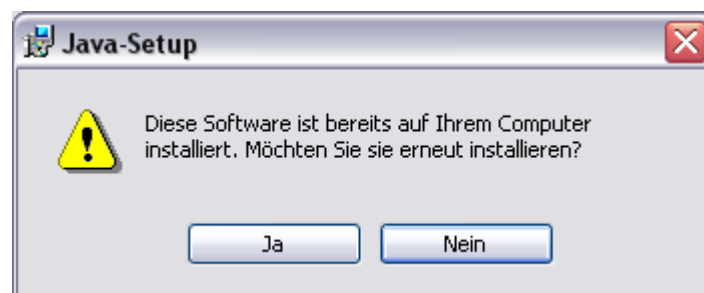 Java-Setup
Diese Software ist bereits auf Ihrem Computer
installiert. Möchten Sie sie erneut installieren?
Ja
Nein